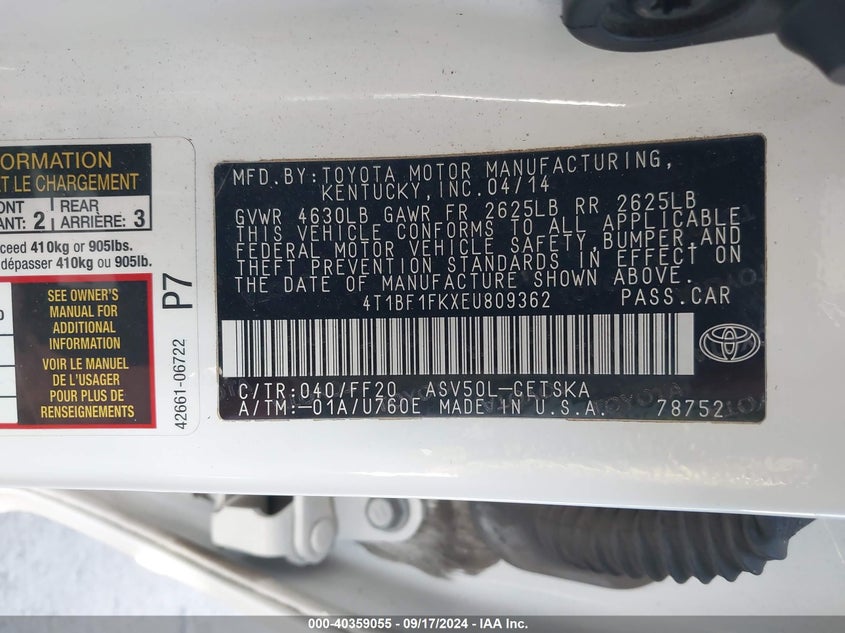 ORMATION
ET LE CHARGEMENT
ONT
ANT: 2
REAR
ARRIÈRE: 3
ceed 410kg or 905lbs.
dépasser 410kg ou 905lb.
SEE OWNER'S
MANUAL FOR
ADDITIONAL
INFORMATION
VOIR LE MANUEL
DE L'USAGER
POUR PLUS DE
RENSEIGNEMENTS
P7
42661-06722
MFD.BY:TOYOTA MOTOR MANUFACTURING,
KENTUCKY,INC.04/14
GVWR 4630LB GAWR FR 2625LB RR 2625LB
THIS VEHICLE CONFORMS TO ALL APPLICABLE
FEDERAL MOTOR VEHICLE SAFETY,BUMPER,AND
THEFT PREVENTION STANDARDS IN EFFECT ON
THE DATE OF MANUFACTURE SHOWN ABOVE.
4T1BF1FKXEU809362 PASS.CAR
C/TR:040/FF20 ASV50L-CETSKA
A/TM:-01A/U760E MADE IN U.S.A. 78752
000-40359055 - 09/17/2024 - IAA Inc.